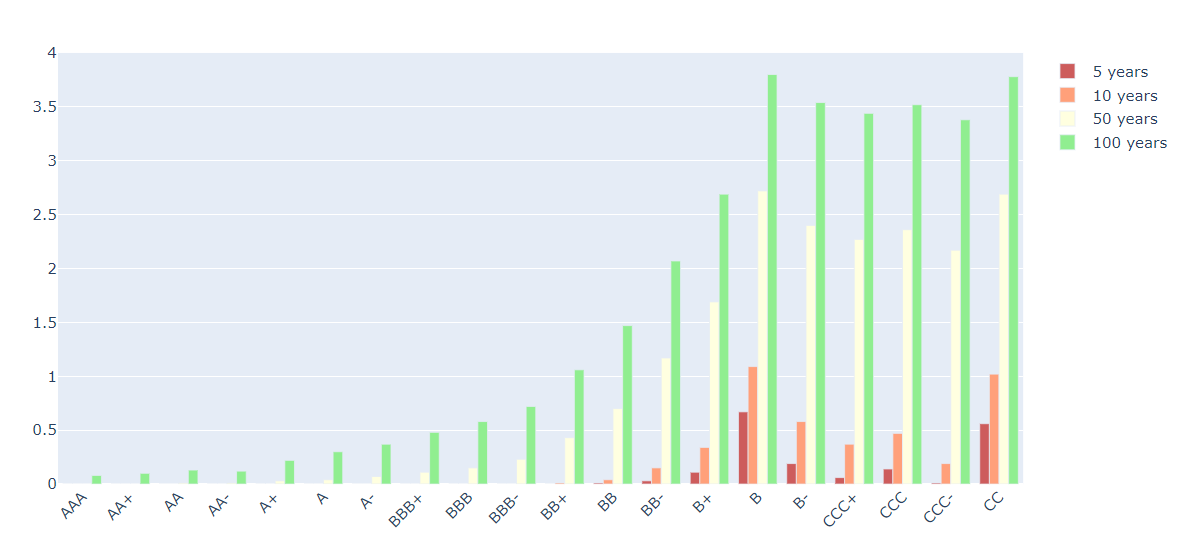 4
3.5
3
2.5
2
1.5
1
0.5
0
AAA
AA+
AA
AA-
A+
A
A-
BBB+
BBB
BBB-
BB+
BB
BB-
B+
B
B-
CCC+
CCC
CCC-
CC
5 years
10 years
50 years
100 years